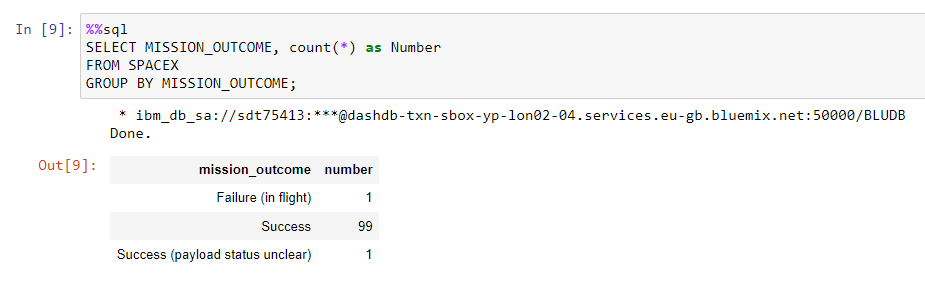 In [9]: %%sql
SELECT MISSION_OUTCOME, count(*) as Number
FROM SPACEX
GROUP BY MISSION_OUTCOME;
* ibm_db_sa://sdt75413:***@dashdb-txn-sbox-yp-lon02-04.services.eu-gb.bluemix.net:50000/BLUDB
Done.
Out[9]:
mission_outcome number
Failure (in flight) 1
Success 99
Success (payload status unclear) 1